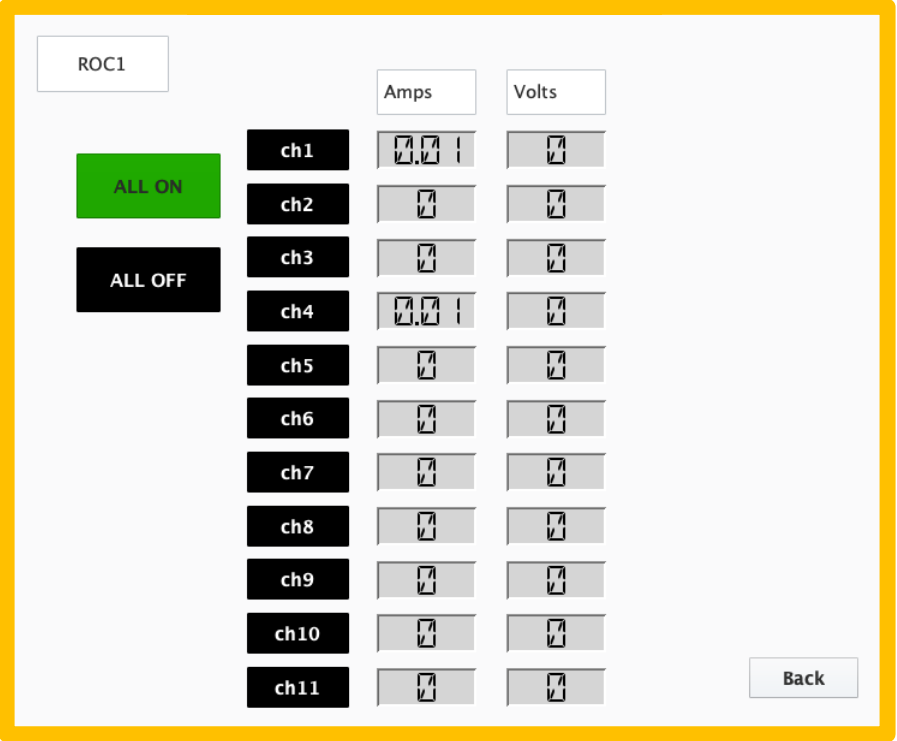 ROC1
Amps Volts
ch1 0.01 0
ALL ON
ch2 0 0
ch3 0 0
ALL OFF
ch4 0.01 0
ch5 0 0
ch6 0 0
ch7 0 0
ch8 0 0
ch9 0 0
ch10 0 0
ch11 0 0
Back